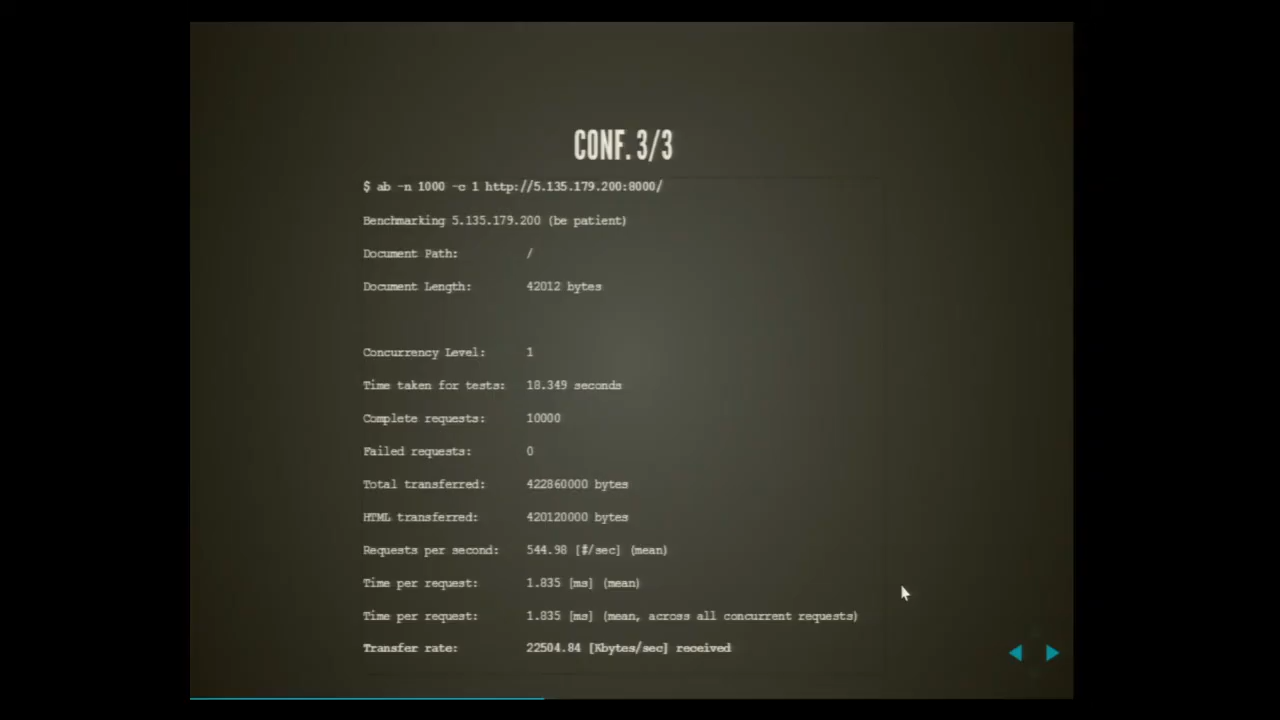 CONF. 3/3
$ ab -n 1000 -c 1 http://5.135.179.200:8000/
Benchmarking 5.135.179.200 (be patient)
Document Path: /
Document Length: 42012 bytes
Concurrency Level: 1
Time taken for tests: 18.349 seconds
Complete requests: 10000
Failed requests: 0
Total transferred: 422860000 bytes
HTML transferred: 420120000 bytes
Requests per second: 544.98 [#/sec] (mean)
Time per request: 1.835 [ms] (mean)
Time per request: 1.835 [ms] (mean, across all concurrent requests)
Transfer rate: 22504.84 [Kbytes/sec] received